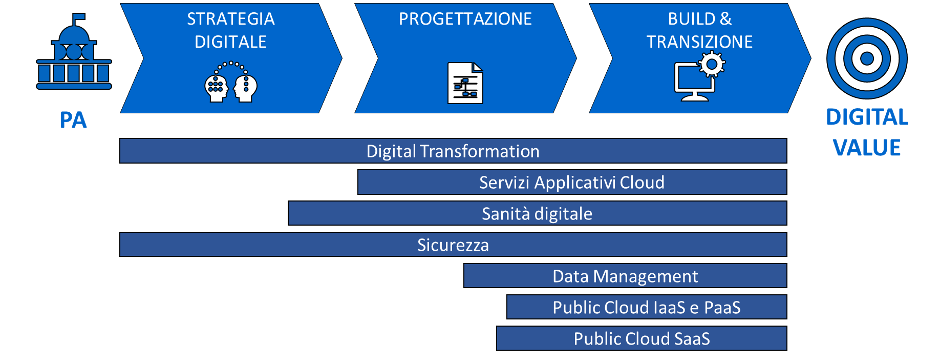 STRATEGIA
DIGITALE
PROGETTAZIONE
BUILD &
TRANSIZIONE
PA
DIGITAL
VALUE
Digital Transformation
Servizi Applicativi Cloud
Sanità digitale
Sicurezza
Data Management
Public Cloud IaaS e PaaS
Public Cloud SaaS